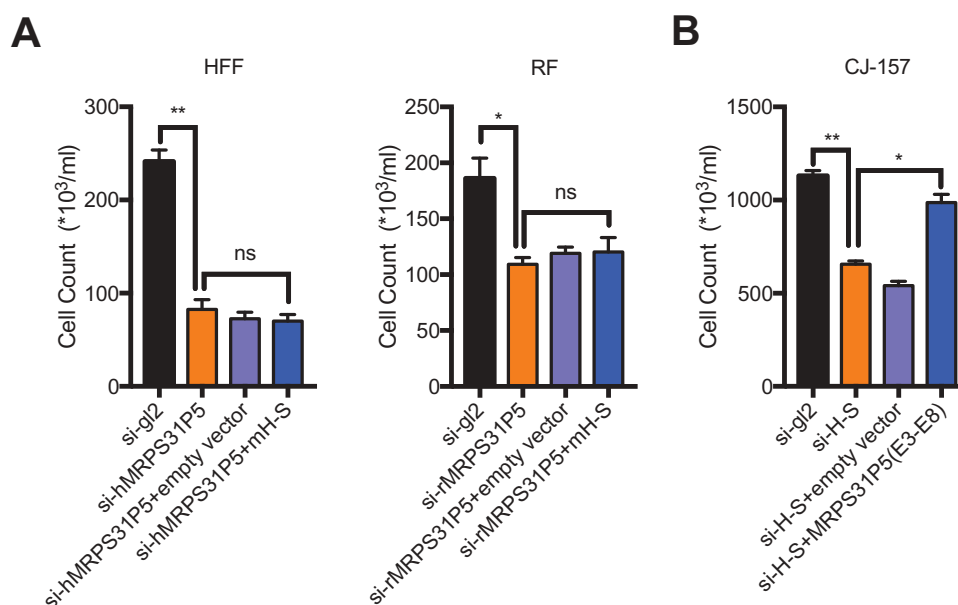 A
B
HFF
RF
CJ-157
Cell Count (*10³/ml)
300
200
100
0
**
ns
si-gl2
si-hMRPS31P5
si-hMRPS31P5+empty vector
si-hMRPS31P5+mH-S
Cell Count (*10³/ml)
250
200
150
100
50
0
*
ns
si-gl2
si-rMRPS31P5
si-rMRPS31P5+empty vector
si-rMRPS31P5+mH-S
Cell Count (*10³/ml)
1500
1000
500
0
**
*
si-gl2
si-H-S
si-H-S+empty vector
si-H-S+MRPS31P5(E3-E8)